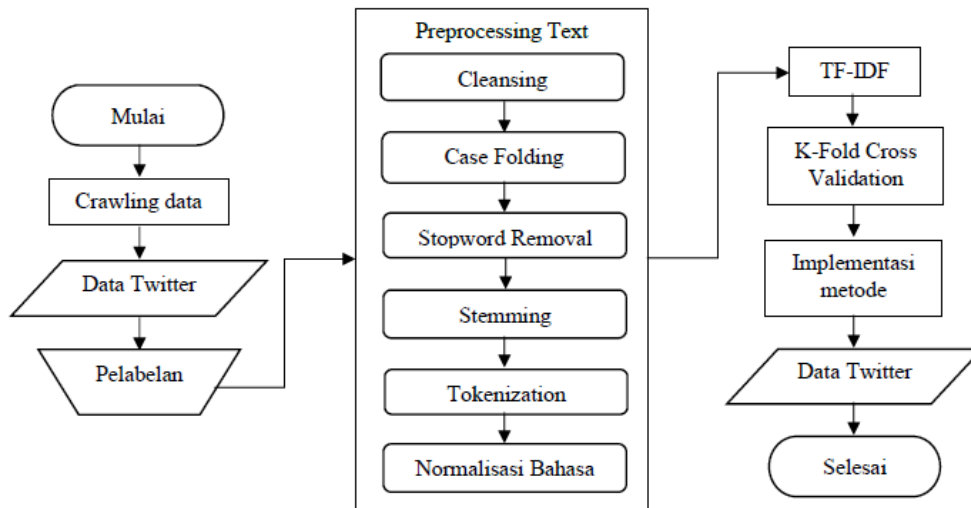 Mulai
Crawling data
Data Twitter
Pelabelan
Preprocessing Text
Cleansing
Case Folding
Stopword Removal
Stemming
Tokenization
Normalisasi Bahasa
TF-IDF
K-Fold Cross
Validation
Implementasi
metode
Data Twitter
Selesai